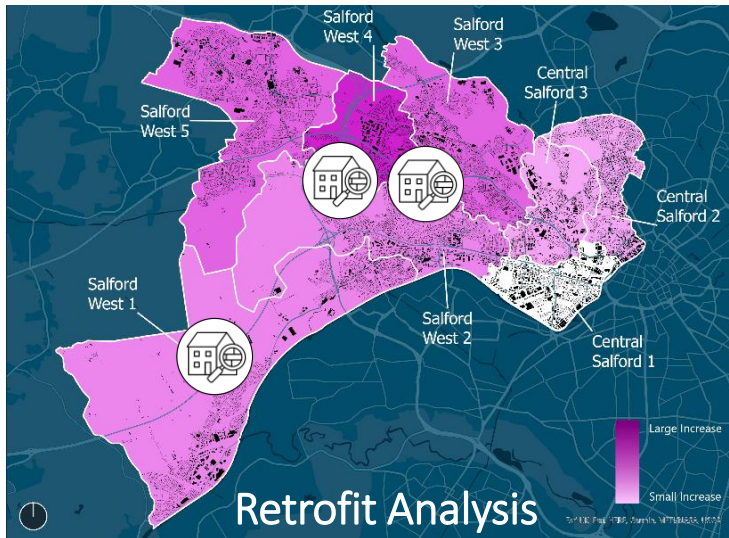 Salford
West 4
Salford
West 3
Central
Salford 3
Salford
West 5
Central
Salford 2
Salford
West 1
Salford
West 2
Central
Salford 1
Large Increase
Small Increase
Retrofit Analysis